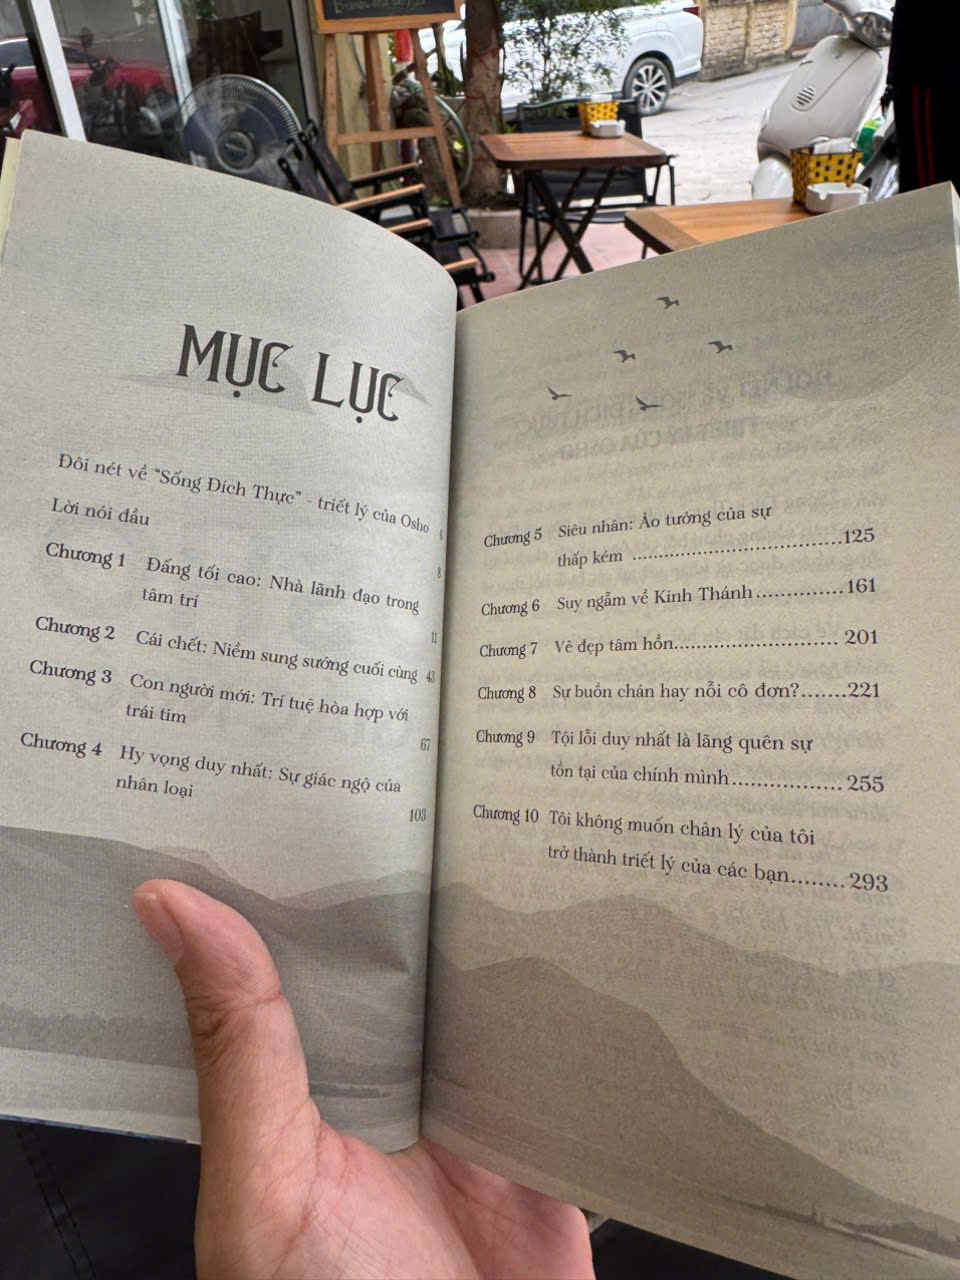 MỤC LỤC
Đôi nét về “Sống Đích Thực” - triết lý của Osho 6
Lời nói đầu 8
Chương 1 Đấng tối cao: Nhà lãnh đạo trong
tâm trí 11
Chương 2 Cái chết: Niềm sung sướng cuối cùng 43
Chương 3 Con người mới: Trí tuệ hòa hợp với
trái tim 67
Chương 4 Hy vọng duy nhất: Sự giác ngộ của
nhân loại 103
Chương 5 Siêu nhân: Ảo tưởng của sự
thấp kém ..................................125
Chương 6 Suy ngẫm về Kinh Thánh..............161
Chương 7 Vẻ đẹp tâm hồn..........................201
Chương 8 Sự buồn chán hay nỗi cô đơn?.......221
Chương 9 Tội lỗi duy nhất là lãng quên sự
tồn tại của chính mình.................255
Chương 10 Tôi không muốn chân lý của tôi
trở thành triết lý của các bạn........293